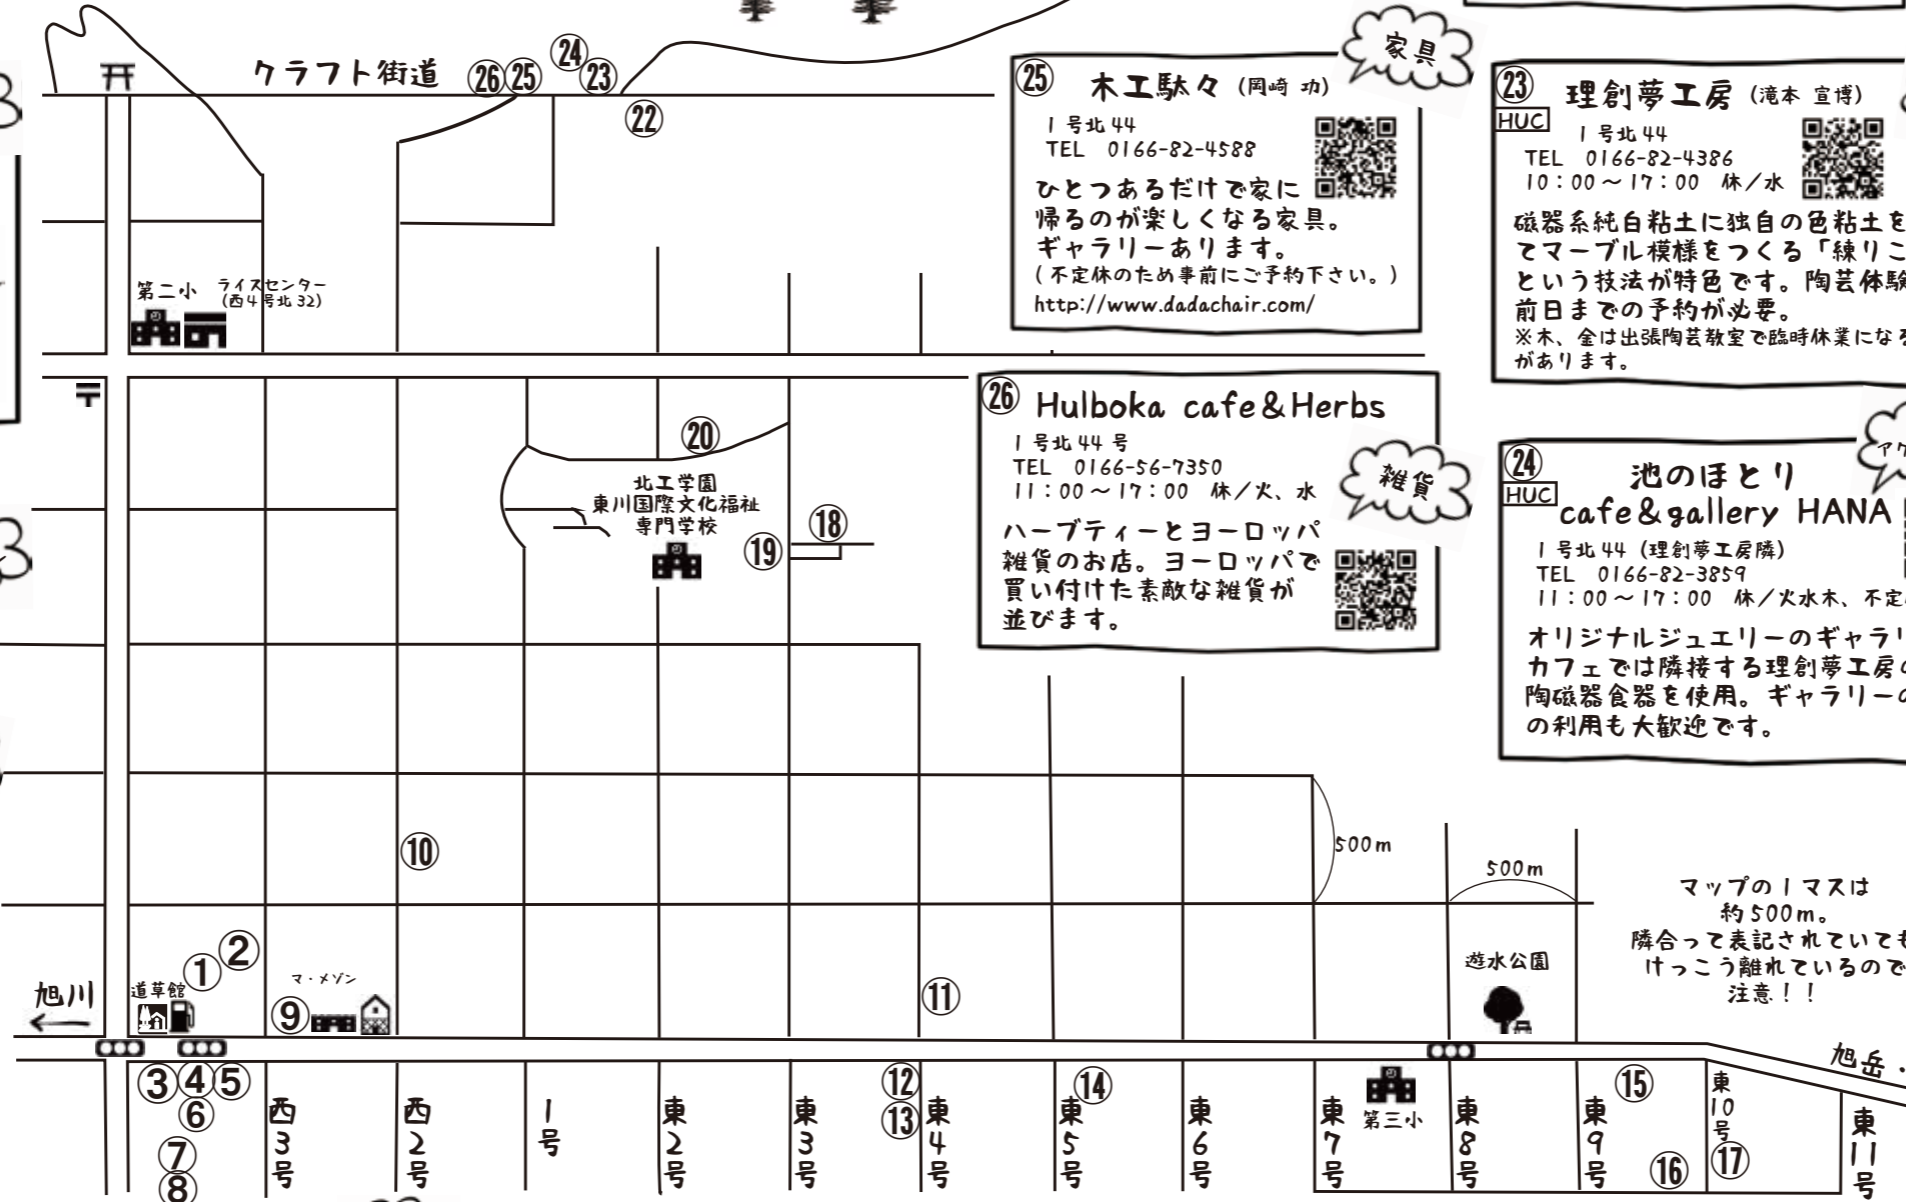 クラフト街道
㉖ ㉕ ㉔ ㉓
㉒
第二小
ライスセンター
(西4号北32)
⑳
北工学園
東川国際文化福祉
専門学校
⑲ ⑱
⑩
500m
500m
マップの1マスは
約500m。
隣合って表記されていても
けっこう離れているので
注意!!
旭川
道草館
① ②
マ・メゾン
⑨
⑪
遊水公園
旭岳・
③ ④ ⑤
⑥
⑦
⑧
西3号
西2号
1号
東2号
東3号
⑫
⑬
東4号
東5号
⑭
東6号
東7号
第三小
東8号
東9号
⑮
⑯
東10号
⑰
東11号
家具
㉕ 木工駄々 (岡崎 功)
1号北44
TEL 0166-82-4588
ひとつあるだけで家に
帰るのが楽しくなる家具。
ギャラリーあります。
(不定休のため事前にご予約下さい。)
http://www.dadachair.com/
㉖ Hulboka cafe&Herbs
1号北44号
TEL 0166-56-7350
11:00〜17:00 休/火、水
雑貨
ハーブティーとヨーロッパ
雑貨のお店。ヨーロッパで
買い付けた素敵な雑貨が
並びます。
㉓ 理創夢工房 (滝本 宣博)
HUC
1号北44
TEL 0166-82-4386
10:00〜17:00 休/水
磁器系純白粘土に独自の色粘土を
てマーブル模様をつくる「練りこ
という技法が特色です。陶芸体験
前日までの予約が必要。
※木、金は出張陶芸教室で臨時休業になる
があります。
アク
㉔ 池のほとり
HUC
cafe&gallery HANA
1号北44 (理創夢工房隣)
TEL 0166-82-3859
11:00〜17:00 休/火水木、不定
オリジナルジュエリーのギャラリ
カフェでは隣接する理創夢工房の
陶磁器食器を使用。ギャラリーの
の利用も大歓迎です。